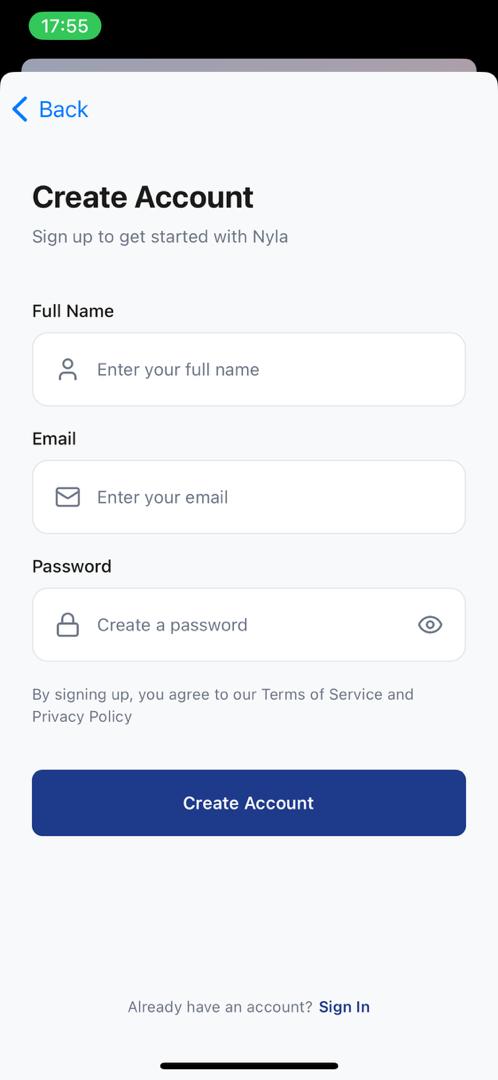 17:55
Back
Create Account
Sign up to get started with Nyla
Full Name
Enter your full name
Email
Enter your email
Password
Create a password
By signing up, you agree to our Terms of Service and
Privacy Policy
Create Account
Already have an account? Sign In